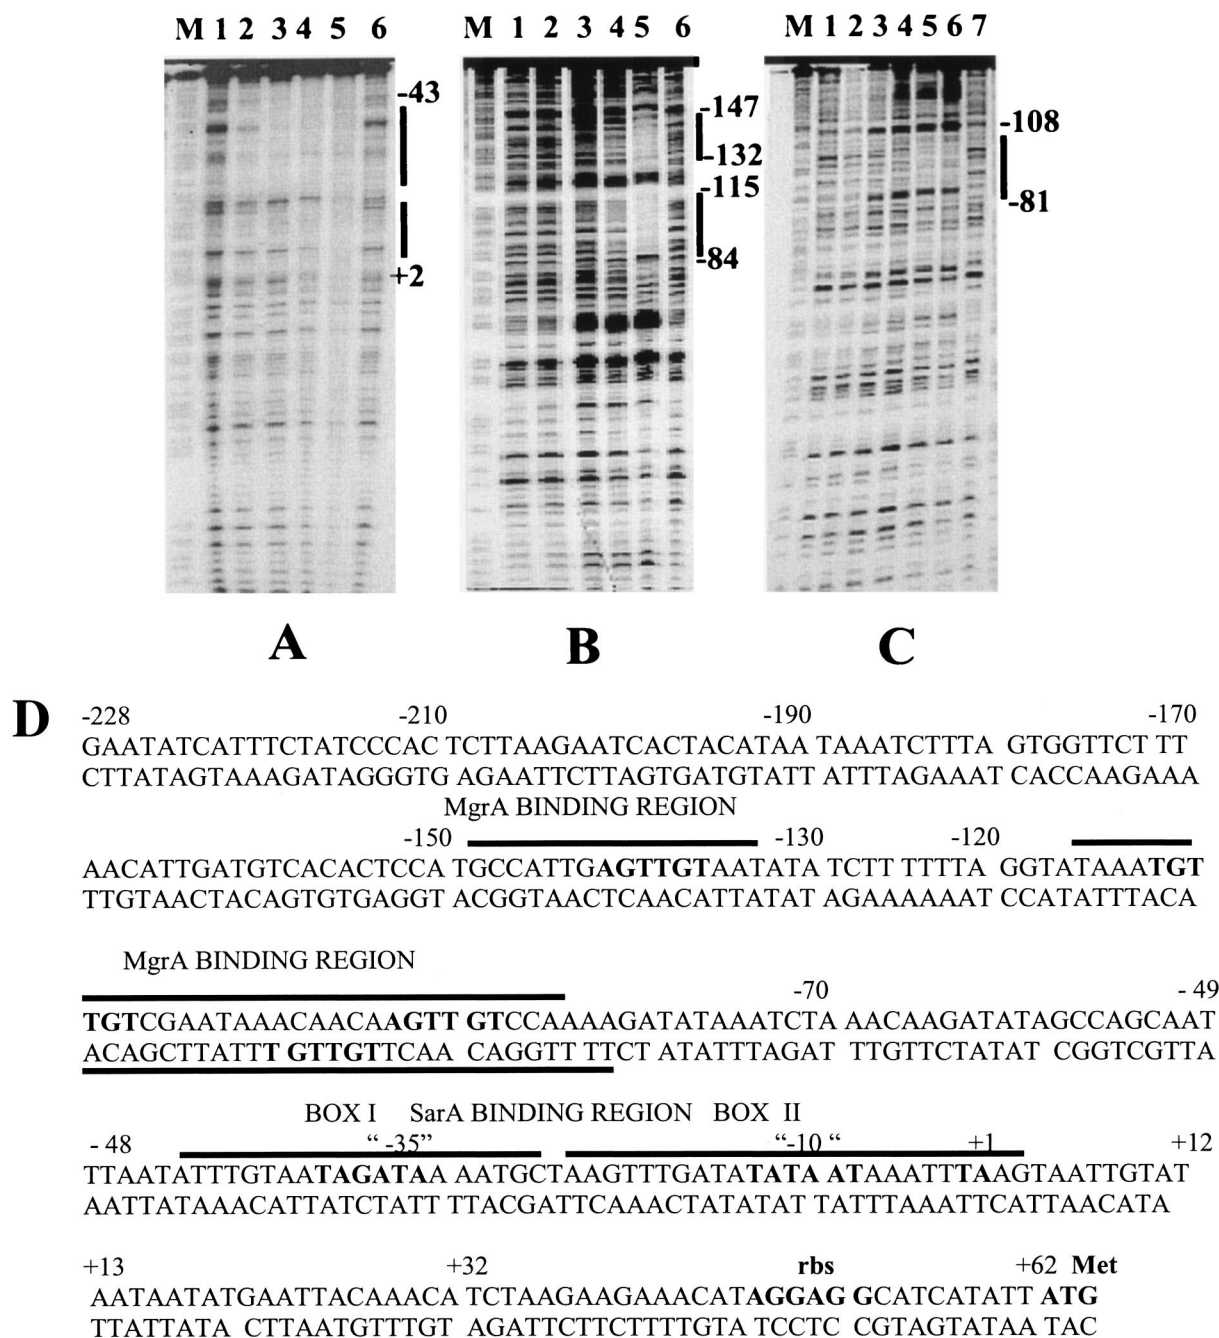 M 1 2 3 4 5 6 M 1 2 3 4 5 6 M 1 2 3 4 5 6 7
-43 -147 -108
-132
-115
-81
-84
+2
A B C
D -228 -210 -190 -170
GAATATCATTTCTATCCCAC TCTTAAGAATCACTACATAA TAAATCTTTA GTGGTTCT TT
CTTATAGTAAAGATAGGGTG AGAATTCTTAGTGATGTATT ATTTAGAAAT CACCAAGAAA
MgrA BINDING REGION
-150 -130 -120
AACATTGATGTCACACTCCA TGCCATTGAGTTGTAATATA TCTT TTTTA GGTATAAATGT
TTGTAACTACAGTGTGAGGT ACGGTAACTCAACATTATAT AGAAAAAAT CCATATTTACA
MgrA BINDING REGION
-70 - 49
TGTCGAATAAACAACAAGTT GTCCAAAAGATATAAATCTA AACAAGATATAGCCAGCAAT
ACAGCTTATTT GTTGTTCAA CAGGTT TTCT ATATTTAGAT TTGTTCTATAT CGGTCGTTA
BOX I SarA BINDING REGION BOX II
- 48 “ -35” “-10 “ +1 +12
TTAATATTTGTAATAGATAAA AATGCTAAGTTTGATATATAA ATAAATTTAAGTAATTGTAT
AATTATAAACATTATCTATT TTACGATTCAAACTATATAT TATTTAAATTCATTAACATA
+13 +32 rbs +62 Met
AATAATATGAATTACAAACA TCTAAGAAGAAACATAGGAG GCATCATATT ATG
TTATTATA CTTAATGTTTGT AGATTCTTCTTTTGTA TCCTC CGTAGTATAA TAC